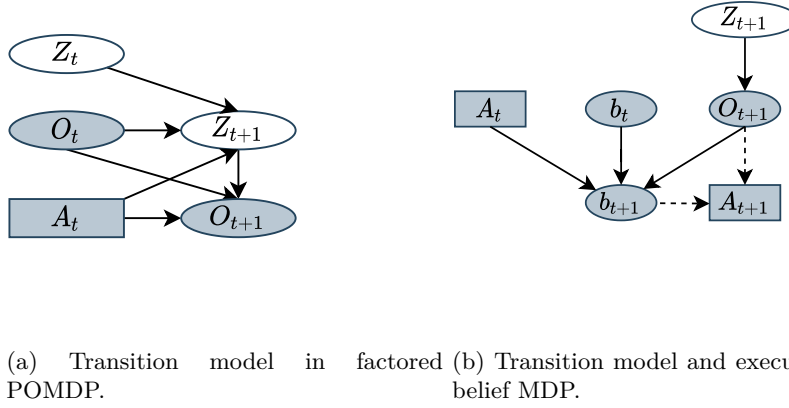 Z_{t+1}
Z_t
A_t
b_t
O_{t+1}
O_t
Z_{t+1}
b_{t+1}
A_{t+1}
A_t
O_{t+1}
(a) Transition model in factored
POMDP.
(b) Transition model and execu
belief MDP.